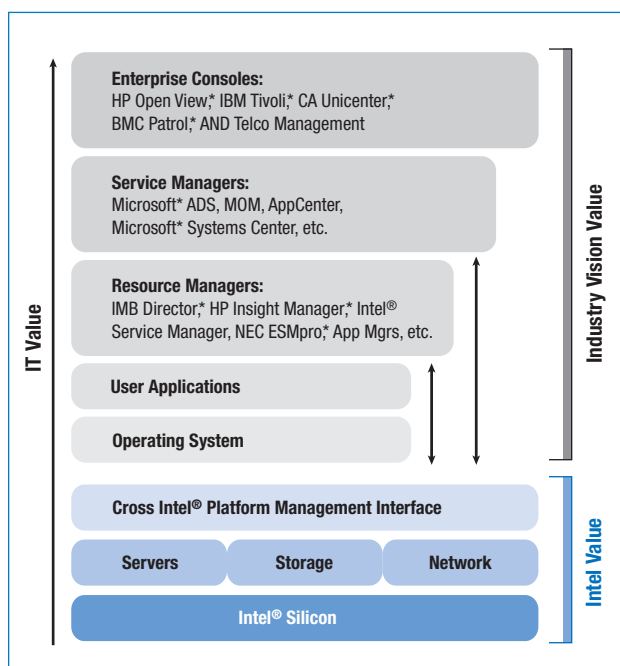 Enterprise Consoles:
HP Open View,* IBM Tivoli,* CA Unicenter,*
BMC Patrol,* AND Telco Management
Service Managers:
Microsoft* ADS, MOM, AppCenter,
Microsoft* Systems Center, etc.
Resource Managers:
IMB Director,* HP Insight Manager,* Intel®
Service Manager, NEC ESMpro,* App Mgrs, etc.
User Applications
Operating System
Cross Intel® Platform Management Interface
Servers
Storage
Network
Intel® Silicon
IT Value
Industry Vision Value
Intel Value